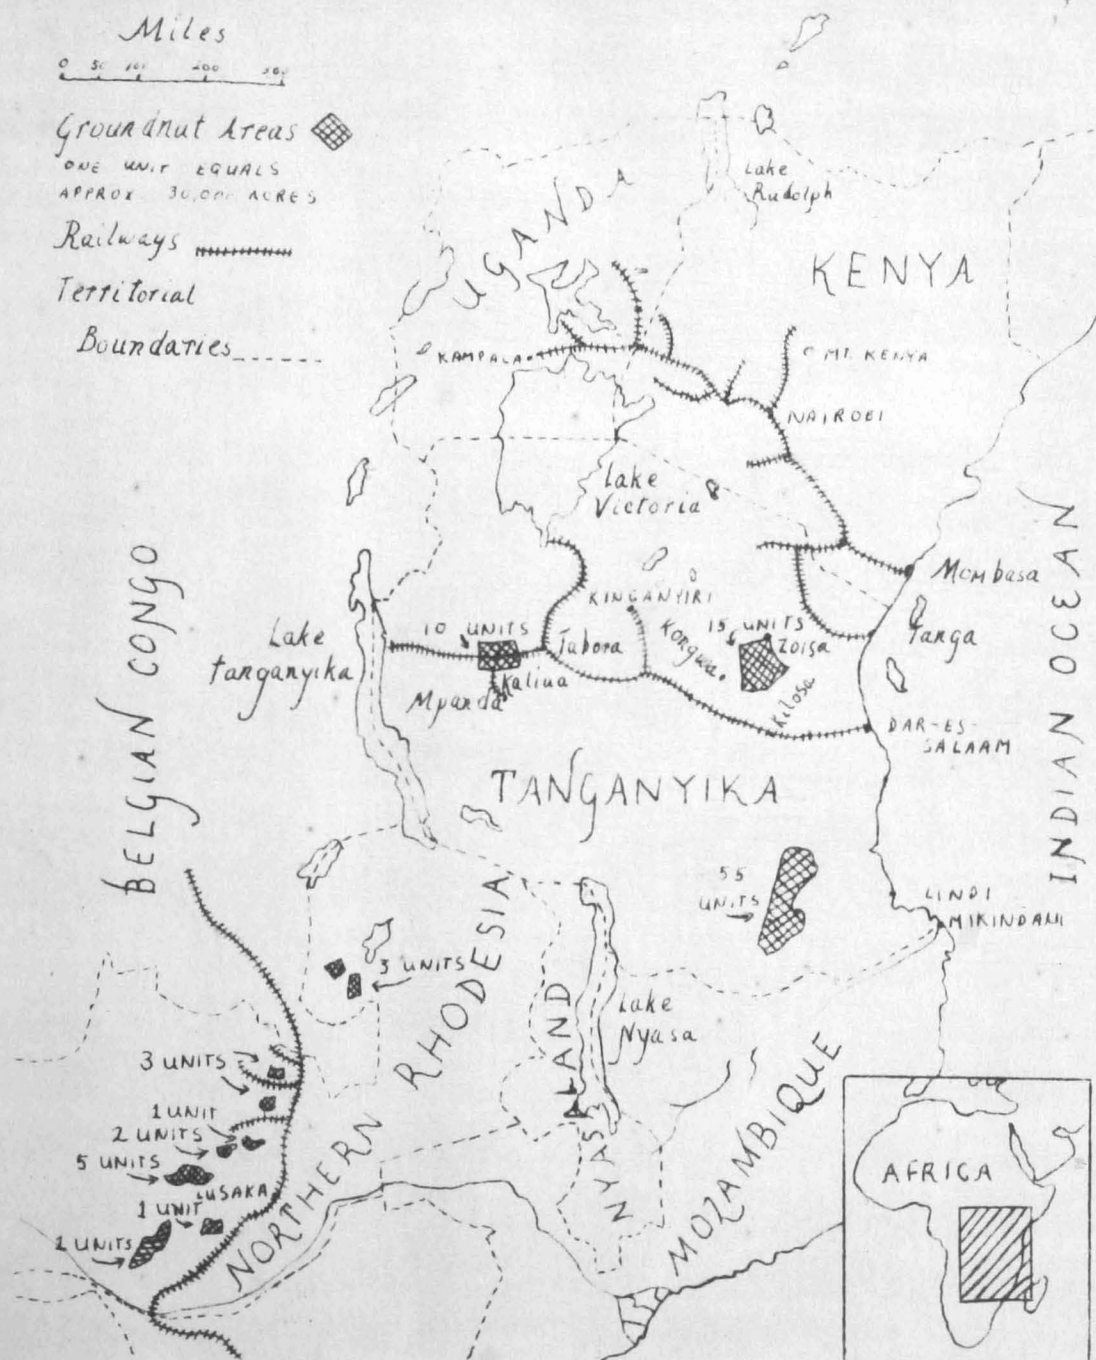 Miles
0 50 100 200 300
Groundnut Areas
ONE UNIT EQUALS
APPROX 30,000 ACRES
Railways
Territorial
Boundaries
UGANDA
Lake
Rudolph
KENYA
KAMPALA
MT. KENYA
NAIROBI
Lake
Victoria
INDIAN OCEAN
Mombasa
BELGIAN CONGO
KINGANYIRI
10 UNITS
Tabora
Kongwa
15 UNITS
Zoisa
Tanga
Lake
Tanganyika
Kaliua
Mpanda
Kilosa
DAR-ES-
SALAAM
TANGANYIKA
55
UNITS
LINDI
MIKINDANI
3 UNITS
NORTHERN RHODESIA
NYASALAND
Lake
Nyasa
MOZAMBIQUE
3 UNITS
1 UNIT
2 UNITS
5 UNITS
LUSAKA
1 UNIT
UNITS
AFRICA